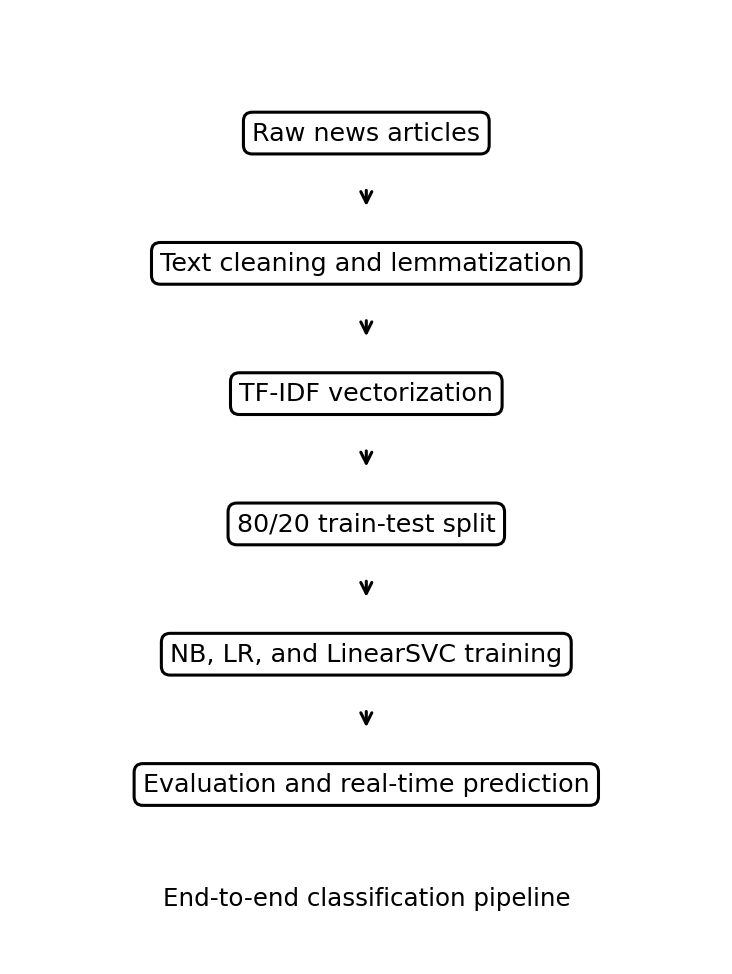 Raw news articles
Text cleaning and lemmatization
TF-IDF vectorization
80/20 train-test split
NB, LR, and LinearSVC training
Evaluation and real-time prediction
End-to-end classification pipeline